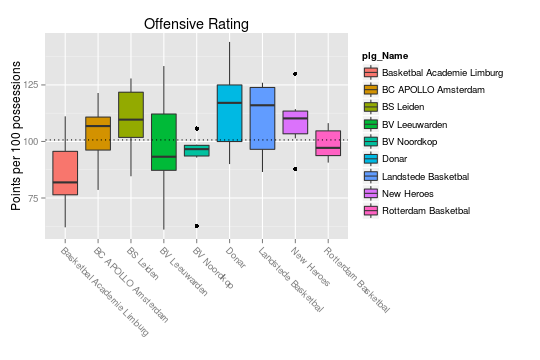 Offensive Rating
Points per 100 possessions
125
100
75
Basketbal Academie Limburg
BC APOLLO Amsterdam
BS Leiden
BV Leeuwarden
BV Noordkop
Donar
Landstede Basketbal
New Heroes
Rotterdam Basketbal
plg_Name
Basketbal Academie Limburg
BC APOLLO Amsterdam
BS Leiden
BV Leeuwarden
BV Noordkop
Donar
Landstede Basketbal
New Heroes
Rotterdam Basketbal